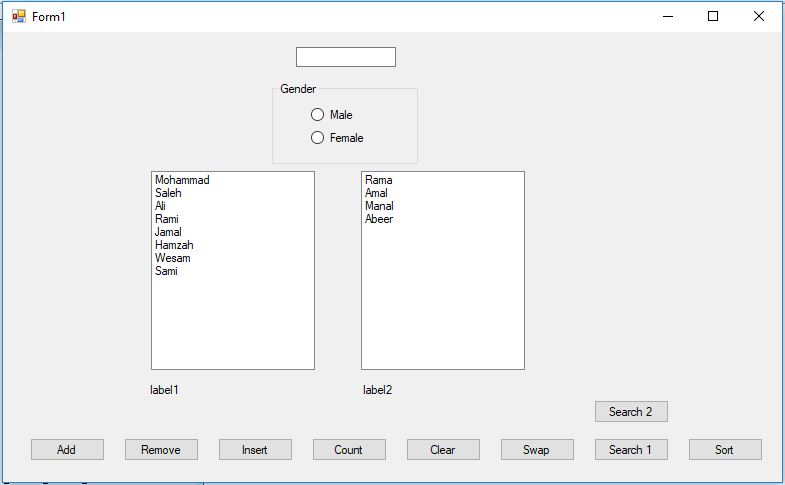 Form1
Gender
Male
Female
Mohammad
Saleh
Ali
Rami
Jamal
Hamzah
Wesam
Sami
Rama
Amal
Manal
Abeer
label1
label2
Search 2
Add
Remove
Insert
Count
Clear
Swap
Search 1
Sort